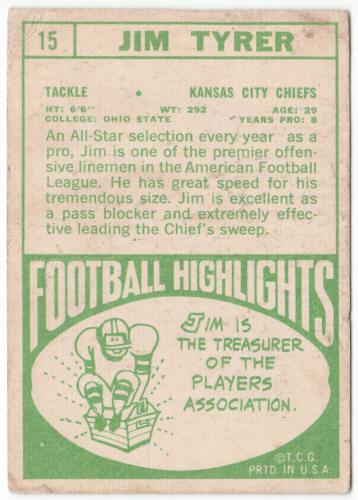 15 JIM TYRER
TACKLE • KANSAS CITY CHIEFS
HT: 6'6" WT: 292 AGE: 29
COLLEGE: OHIO STATE YEARS PRO: 8
An All-Star selection every year as a
pro, Jim is one of the premier offen-
sive linemen in the American Football
League. He has great speed for his
tremendous size. Jim is excellent as
a pass blocker and extremely effec-
tive leading the Chief's sweep.
FOOTBALL HIGHLIGHTS
JIM IS
THE TREASURER
OF THE
PLAYERS
ASSOCIATION.
©T.C.G.
PRTD IN U.S.A.